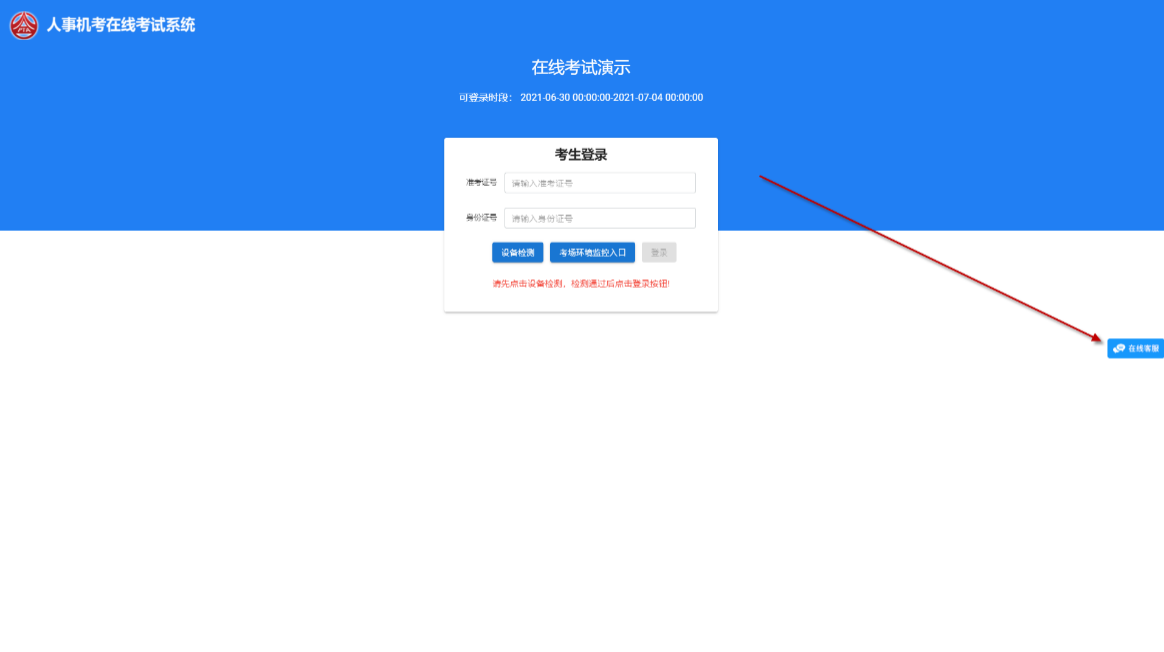 人事机考在线考试系统
在线考试演示
可登录时段： 2021-06-30 00:00:00-2021-07-04 00:00:00
考生登录
准考证号 请输入准考证号
身份证号 请输入身份证号
设备检测 考场环境监控入口 登录
请先点击设备检测，检测通过后点击登录按钮!
在线客服